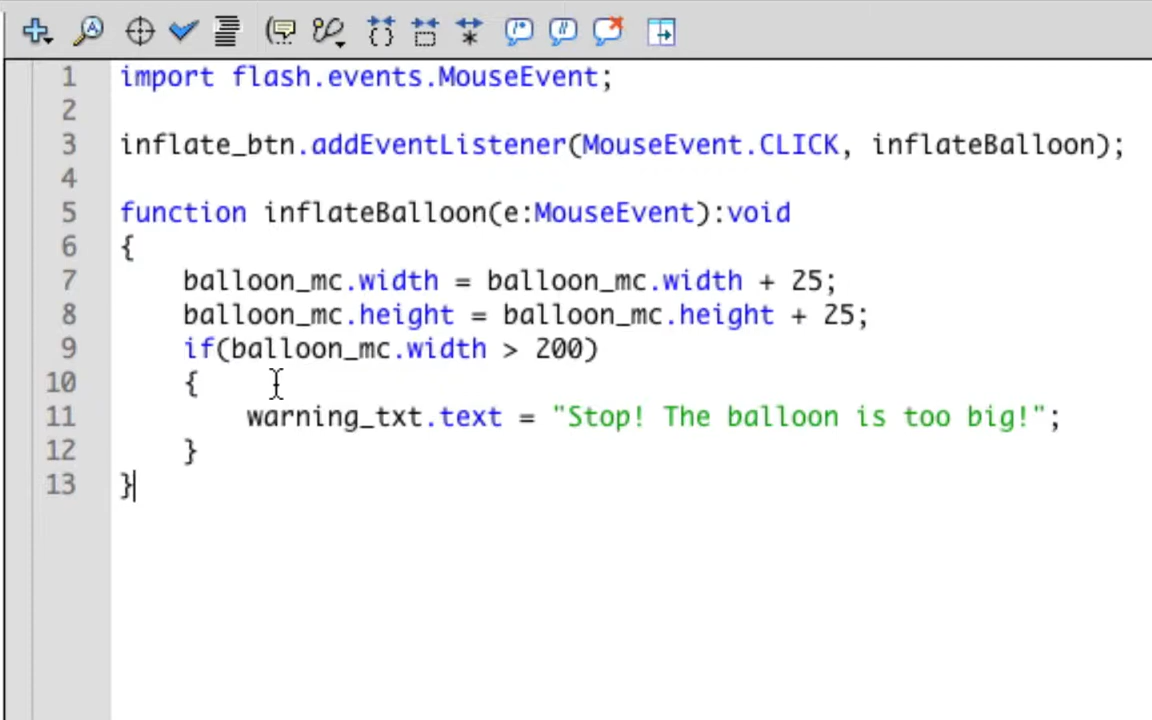 1 import flash.events.MouseEvent;
2
3 inflate_btn.addEventListener(MouseEvent.CLICK, inflateBalloon);
4
5 function inflateBalloon(e:MouseEvent):void
6 {
7 balloon_mc.width = balloon_mc.width + 25;
8 balloon_mc.height = balloon_mc.height + 25;
9 if(balloon_mc.width > 200)
10 {
11 warning_txt.text = "Stop! The balloon is too big!";
12 }
13 }